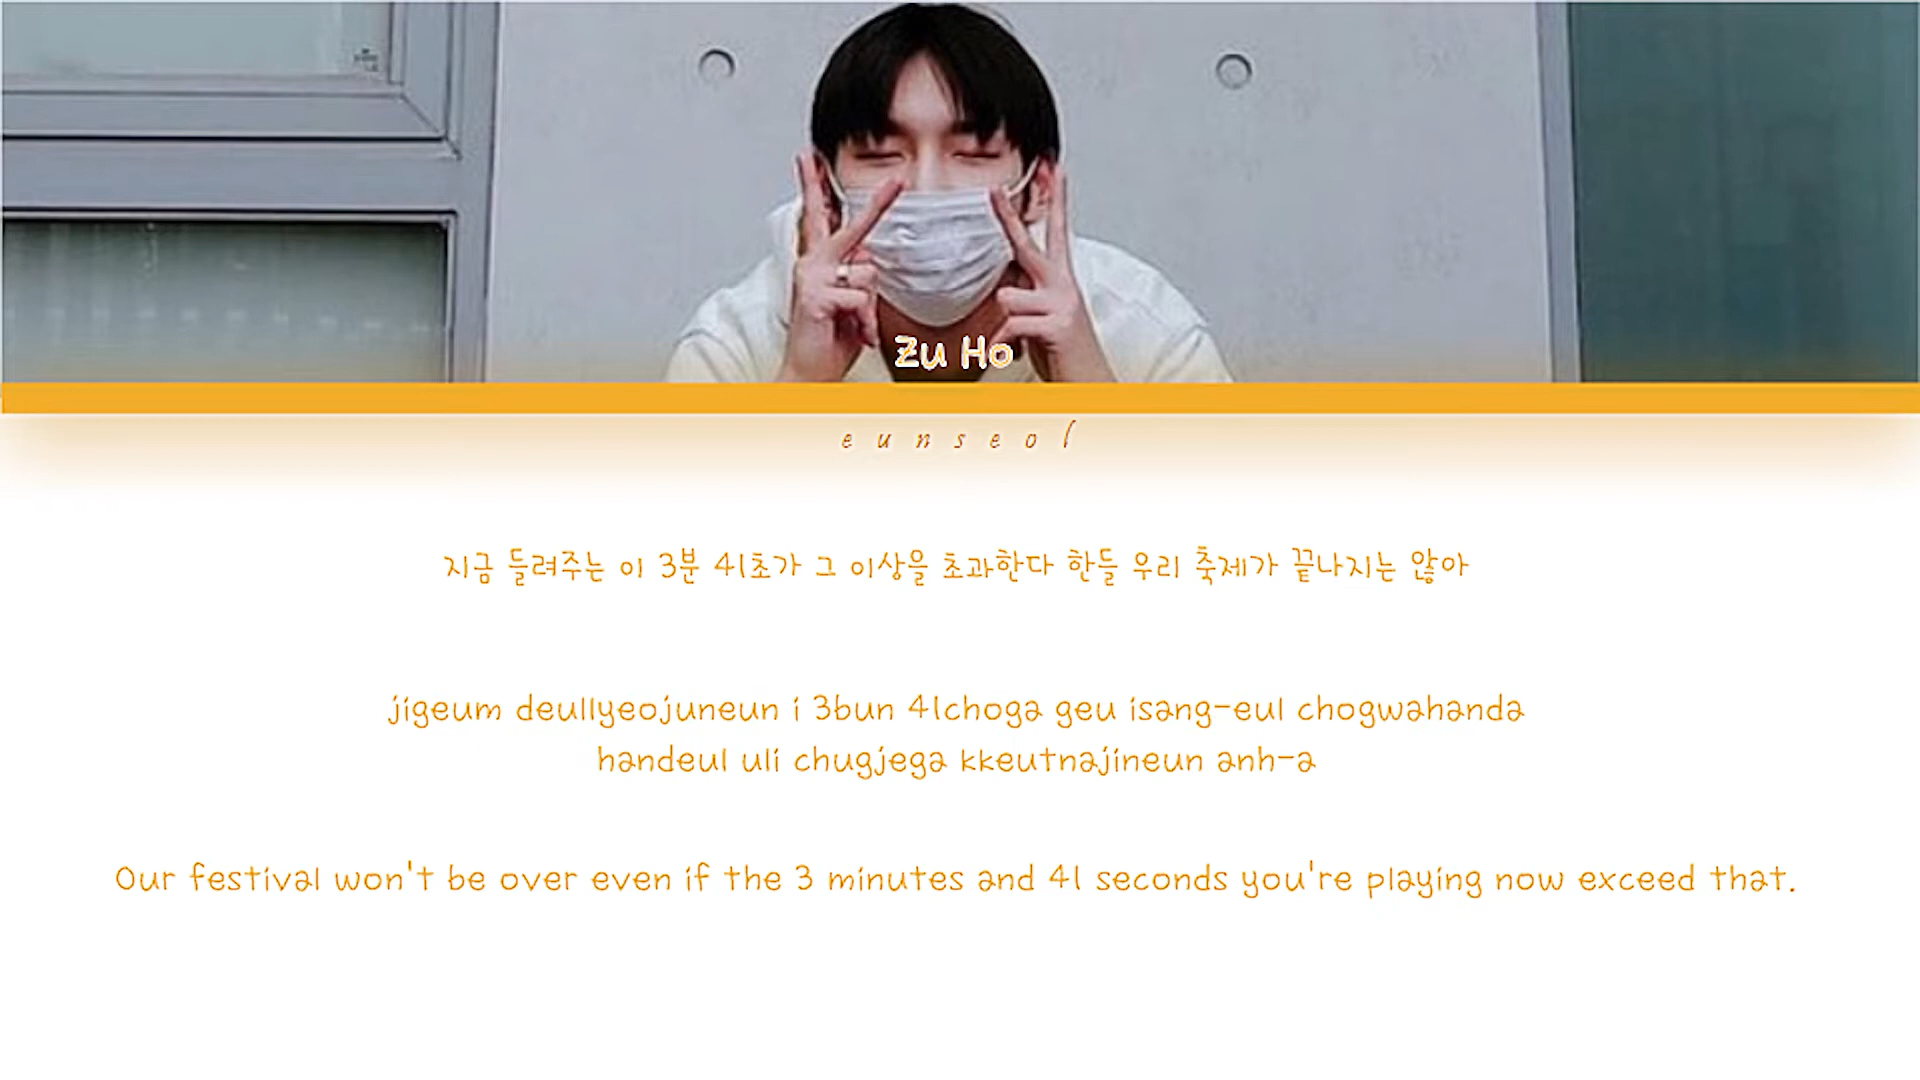 Zu Ho
eunseol
지금 들려주는 이 3분 41초가 그 이상을 초과한다 한들 우리 축제가 끝나지는 않아
jigeum deullyeojuneun i 3bun 41choga geu isang-eul chogwahanda
handeul uli chugjega kkeutnajineun anh-a
Our festival won't be over even if the 3 minutes and 41 seconds you're playing now exceed that.